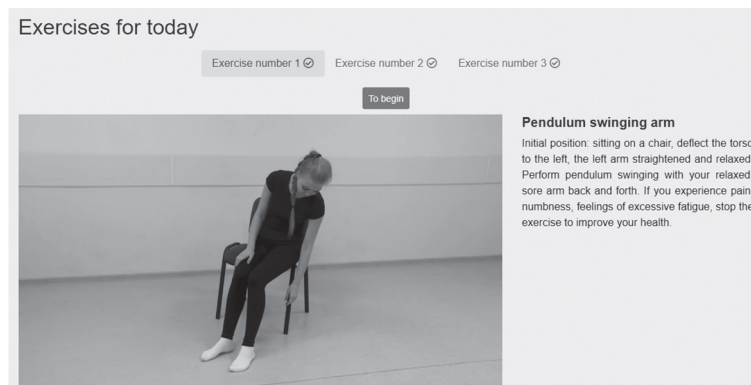 Exercises for today
Exercise number 1 Exercise number 2 Exercise number 3
To begin
Pendulum swinging arm
Initial position: sitting on a chair, deflect the torso
to the left, the left arm straightened and relaxed
Perform pendulum swinging with your relaxed
sore arm back and forth. If you experience pain
numbness, feelings of excessive fatigue, stop the
exercise to improve your health.